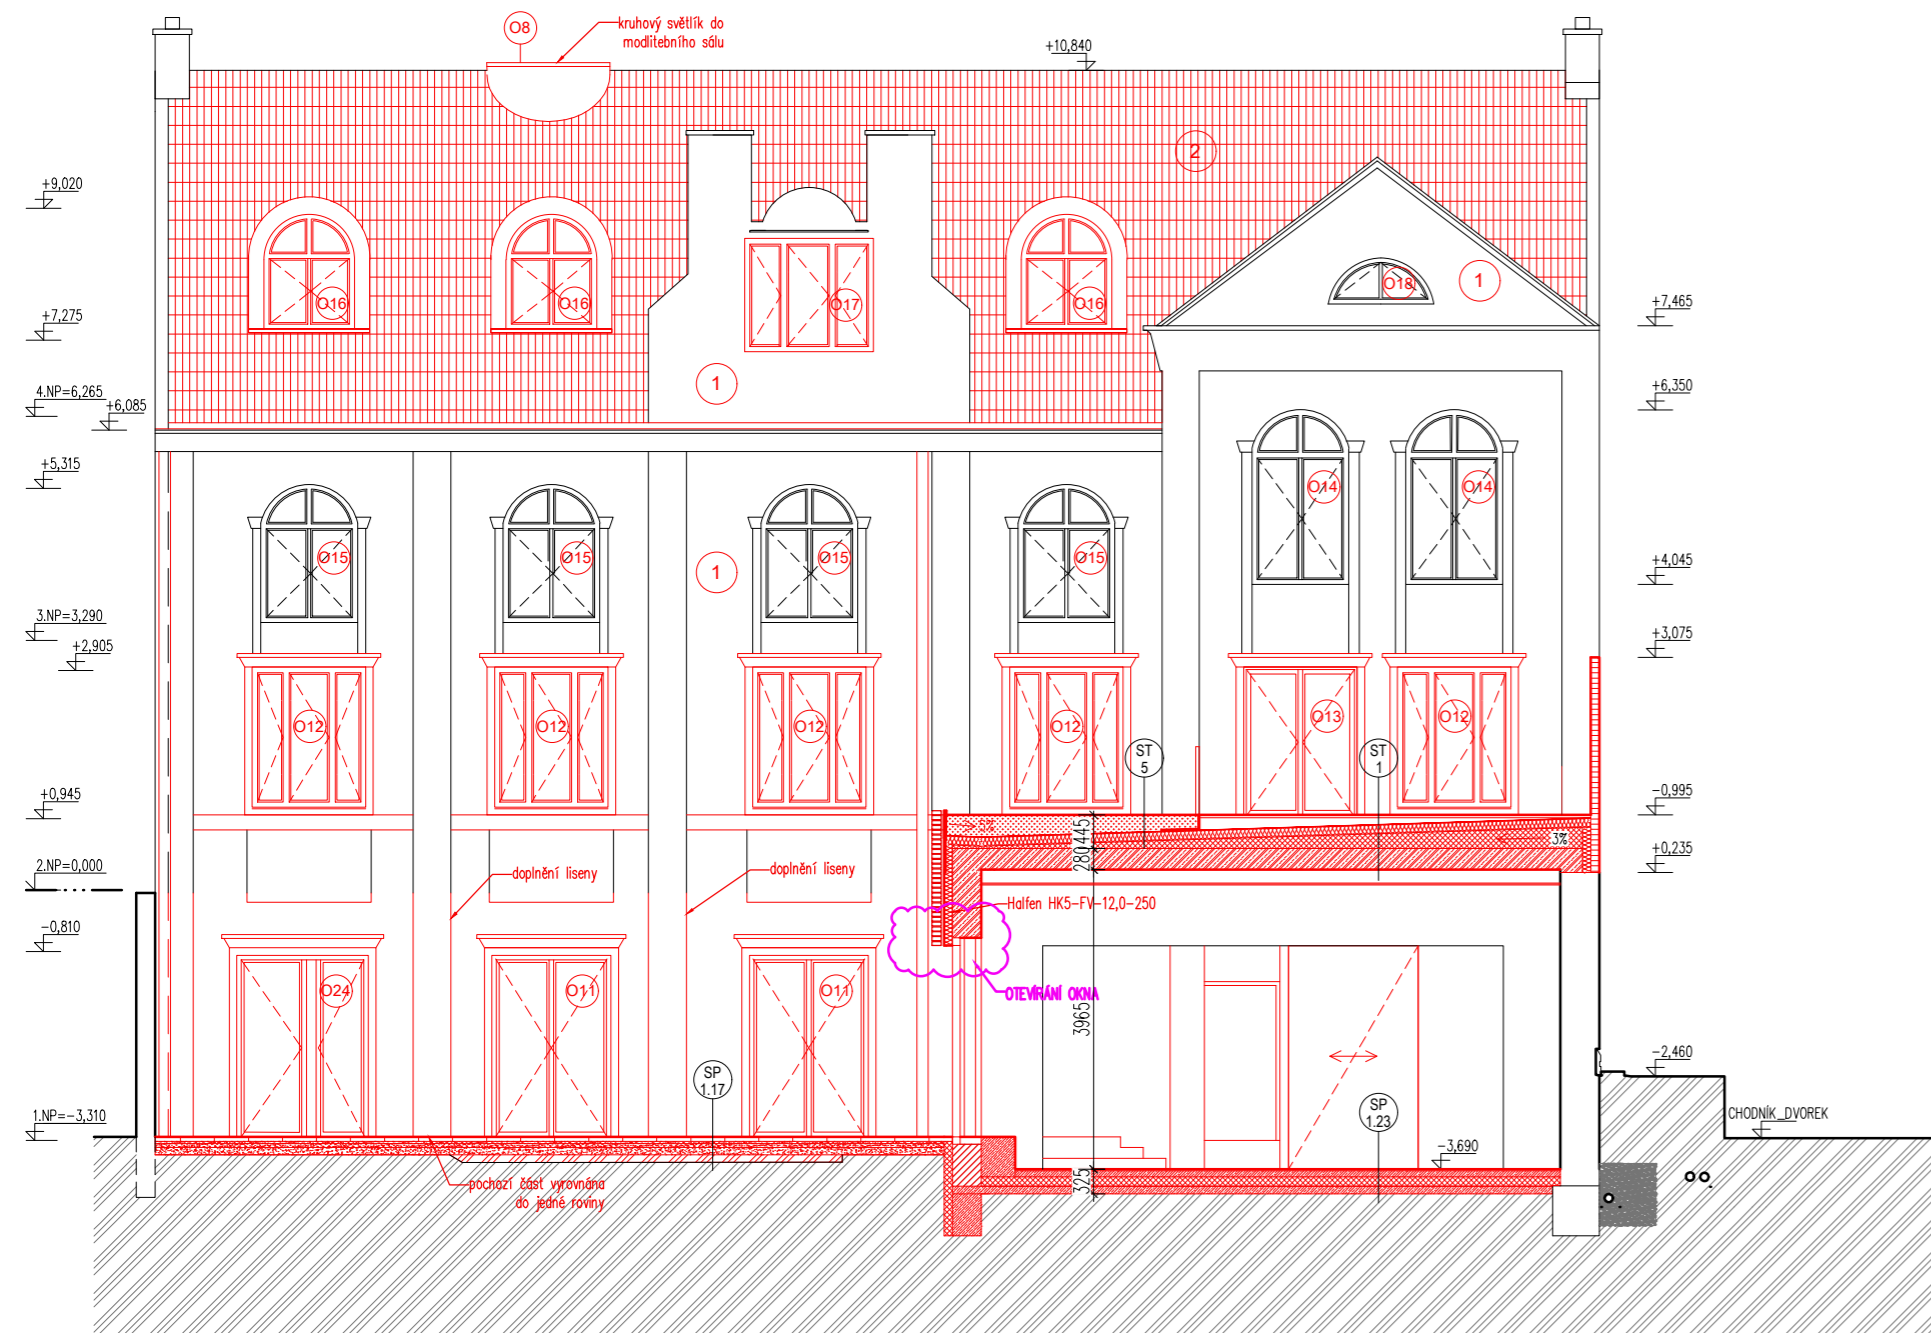 O8
kruhový světlík do
modlitebního sálu
+10,840
2
+9,020
O16
O16
O17
O16
O18
1
+7,275
+7,465
1
4.NP=6,265
+6,085
+6,350
+5,315
O14
O14
O15
O15
O15
O15
1
+4,045
3.NP=3,290
+2,905
+3,075
O12
O12
O12
O12
O13
O12
ST
5
ST
1
+0,945
-0,995
5%
445
3%
280
2.NP=0,000
+0,235
doplnění liseny
doplnění liseny
Halfen HK5-FV-12,0-250
-0,810
O24
O11
O11
OTEVÍRÁNÍ OKNA
3965
-2,460
SP
1.17
SP
1.23
1.NP=-3,310
CHODNÍK_DVOREK
-3,690
325
pochozí část vyrovnána
do jedné roviny